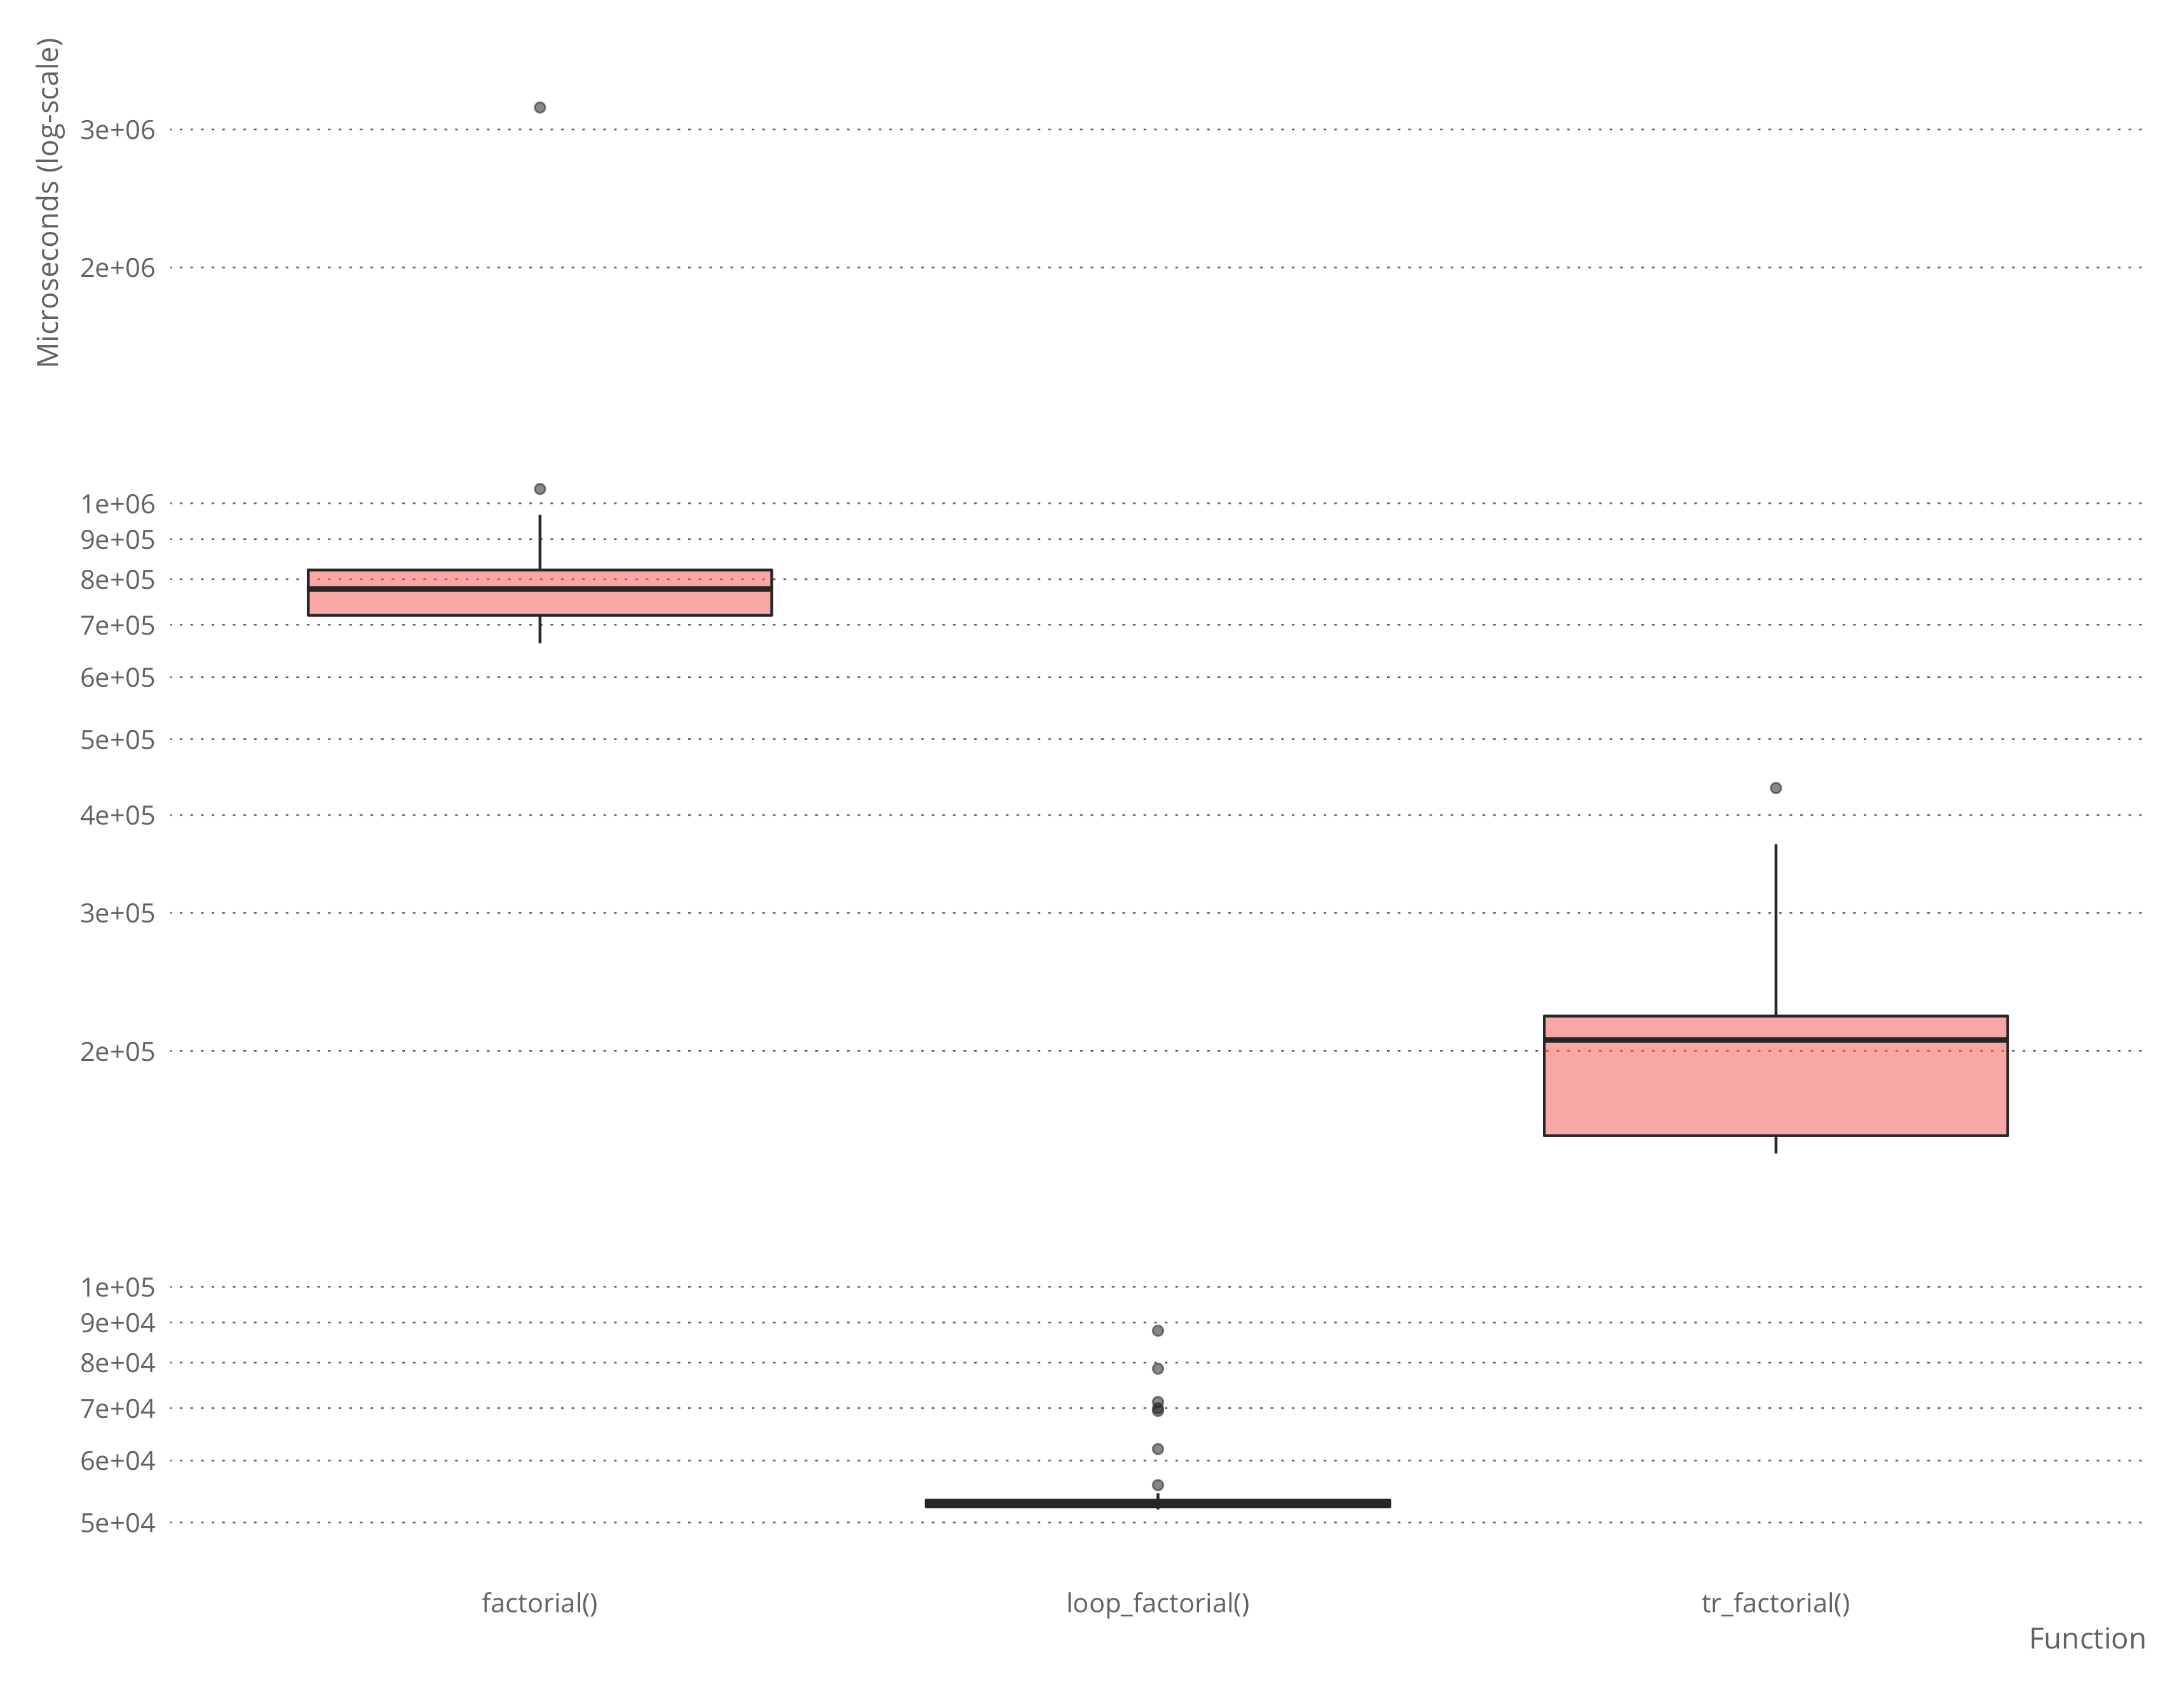 Microseconds (log-scale)
3e+06
2e+06
1e+06
9e+05
8e+05
7e+05
6e+05
5e+05
4e+05
3e+05
2e+05
1e+05
9e+04
8e+04
7e+04
6e+04
5e+04
factorial() loop_factorial() tr_factorial()
Function